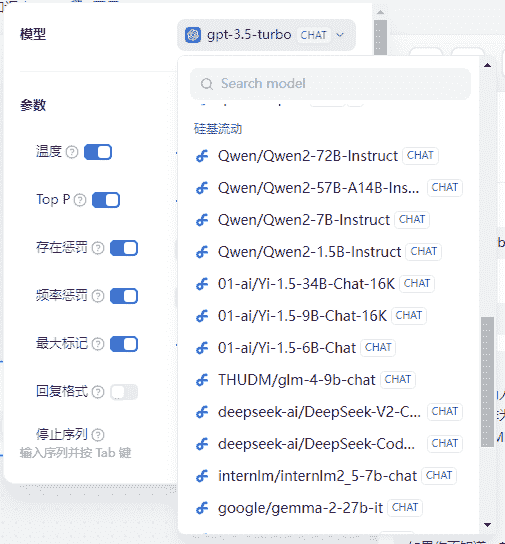 模型
gpt-3.5-turbo CHAT
Search model
参数
硅基流动
Qwen/Qwen2-72B-Instruct CHAT
温度
Qwen/Qwen2-57B-A14B-Ins... CHAT
Top P
Qwen/Qwen2-7B-Instruct CHAT
存在惩罚
Qwen/Qwen2-1.5B-Instruct CHAT
01-ai/Yi-1.5-34B-Chat-16K CHAT
频率惩罚
01-ai/Yi-1.5-9B-Chat-16K CHAT
最大标记
01-ai/Yi-1.5-6B-Chat CHAT
THUDM/glm-4-9b-chat CHAT
回复格式
deepseek-ai/DeepSeek-V2-C... CHAT
停止序列
deepseek-ai/DeepSeek-Cod... CHAT
输入序列并按 Tab 键
internlm/internlm2_5-7b-chat CHAT
google/gemma-2-27b-it CHAT